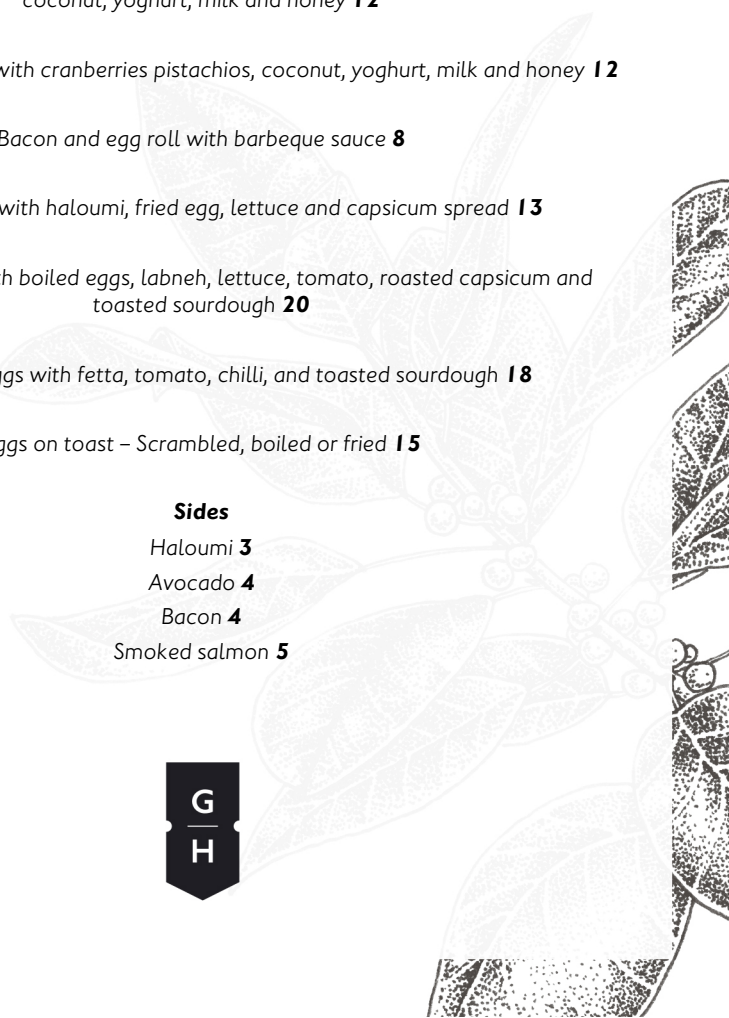 coconut, yoghurt, milk and honey 12
with cranberries pistachios, coconut, yoghurt, milk and honey 12
Bacon and egg roll with barbeque sauce 8
with haloumi, fried egg, lettuce and capsicum spread 13
boiled eggs, labneh, lettuce, tomato, roasted capsicum and
toasted sourdough 20
with fetta, tomato, chilli, and toasted sourdough 18
on toast – Scrambled, boiled or fried 15
Sides
Haloumi 3
Avocado 4
Bacon 4
Smoked salmon 5
G
H